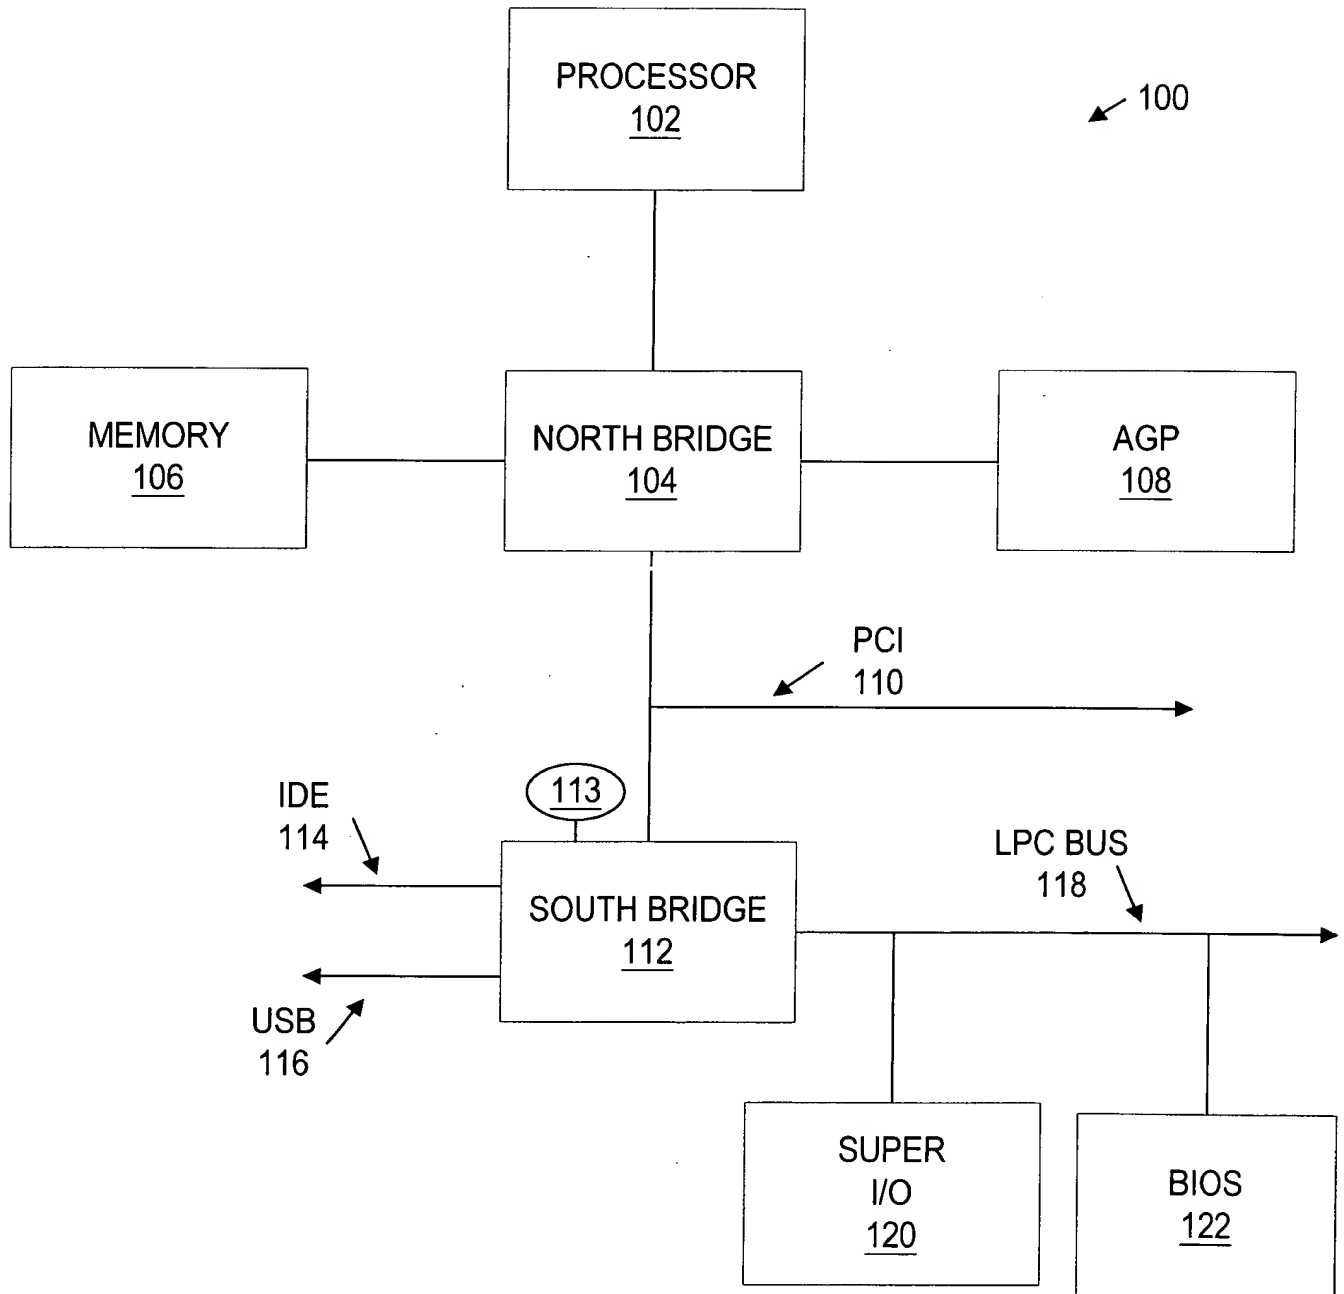 PROCESSOR
102
100
MEMORY
106
NORTH BRIDGE
104
AGP
108
PCI
110
113
IDE
114
LPC BUS
118
SOUTH BRIDGE
112
USB
116
SUPER
I/O
120
BIOS
122